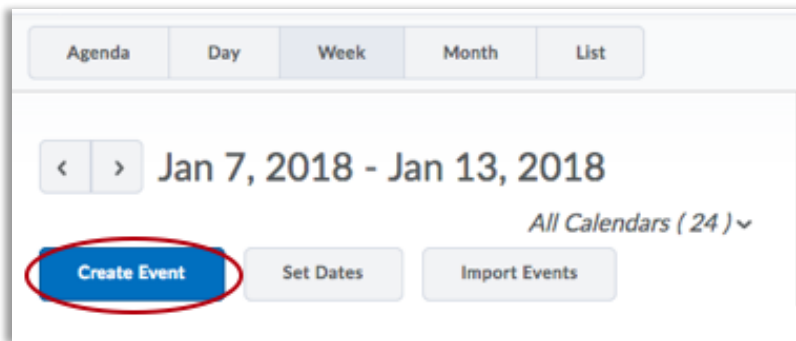 Agenda Day Week Month List
Jan 7, 2018 - Jan 13, 2018
All Calendars ( 24 )
Create Event Set Dates Import Events